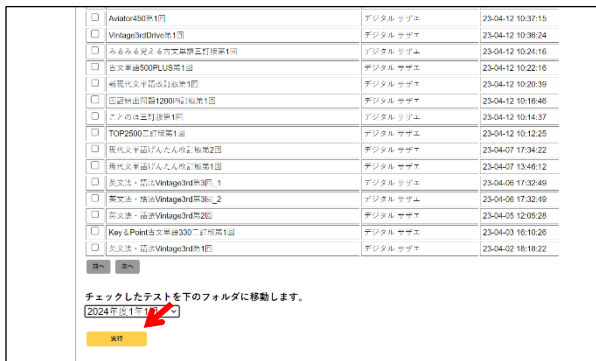 Aviator450第1回 デジタル サザエ 23-04-12 10:37:15
Vintage3rdDrive第1回 デジタル サザエ 23-04-12 10:36:24
みるみる覚える古文単語三訂版第1回 デジタル サザエ 23-04-12 10:24:16
古文単語500PLUS第1回 デジタル サザエ 23-04-12 10:22:16
新現代文単語改訂版第1回 デジタル サザエ 23-04-12 10:20:39
国語頻出問題1200四訂版第1回 デジタル サザエ 23-04-12 10:16:46
ことのは三訂版第1回 デジタル サザエ 23-04-12 10:14:37
TOP2500三訂版第1回 デジタル サザエ 23-04-12 10:12:25
現代文単語げんたん改訂版第2回 デジタル サザエ 23-04-07 17:34:22
現代文単語げんたん改訂版第1回 デジタル サザエ 23-04-07 13:46:12
英文法・語法Vintage3rd第3回_1 デジタル サザエ 23-04-06 17:32:49
英文法・語法Vintage3rd第3回_2 デジタル サザエ 23-04-06 17:32:49
英文法・語法Vintage3rd第2回 デジタル サザエ 23-04-05 12:05:28
Key＆Point古文単語330三訂版第1回 デジタル サザエ 23-04-03 16:10:26
英文法・語法Vintage3rd第1回 デジタル サザエ 23-04-02 18:18:22
前へ 次へ
チェックしたテストを下のフォルダに移動します。
2024年度1年1
実行